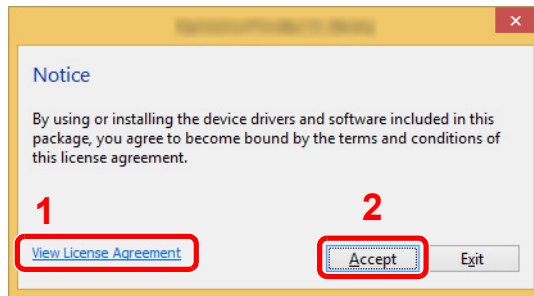 Notice
By using or installing the device drivers and software included in this
package, you agree to become bound by the terms and conditions of
this license agreement.
1
2
View License Agreement
Accept
Exit